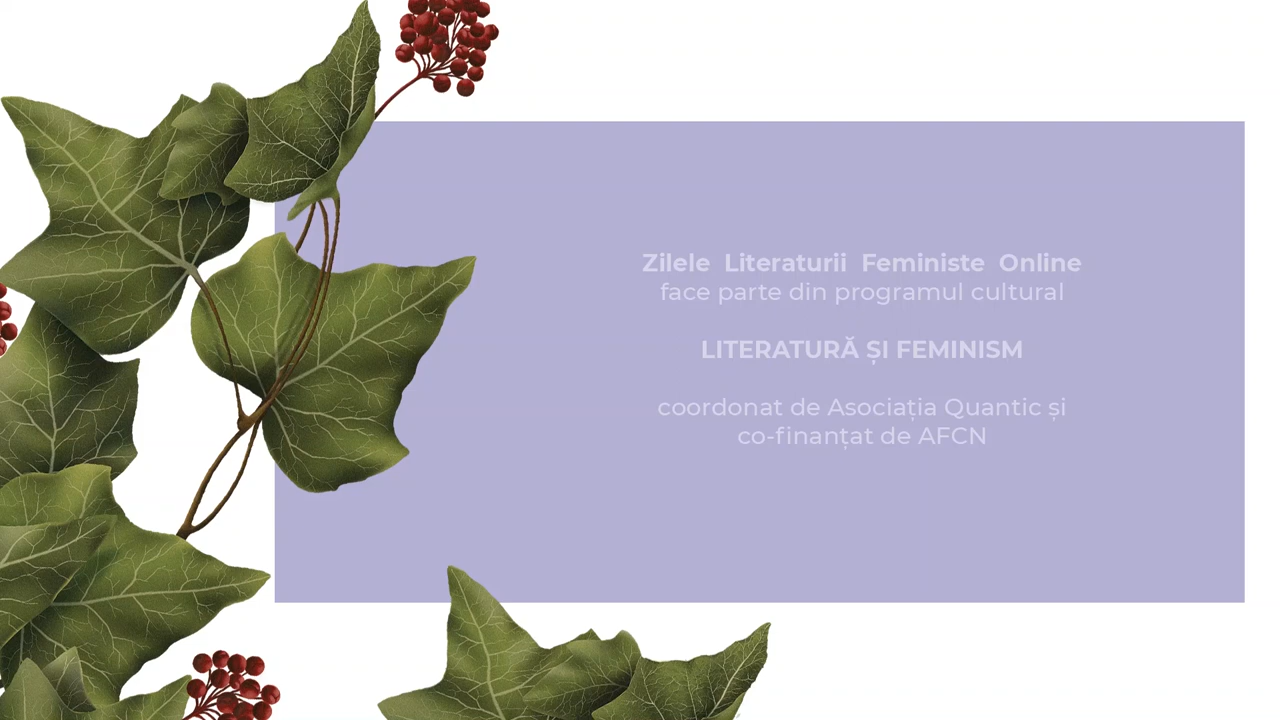 Zilele Literaturii Feministe Online
face parte din programul cultural
LITERATURĂ ȘI FEMINISM
coordonat de Asociația Quantic și
co-finanțat de AFCN